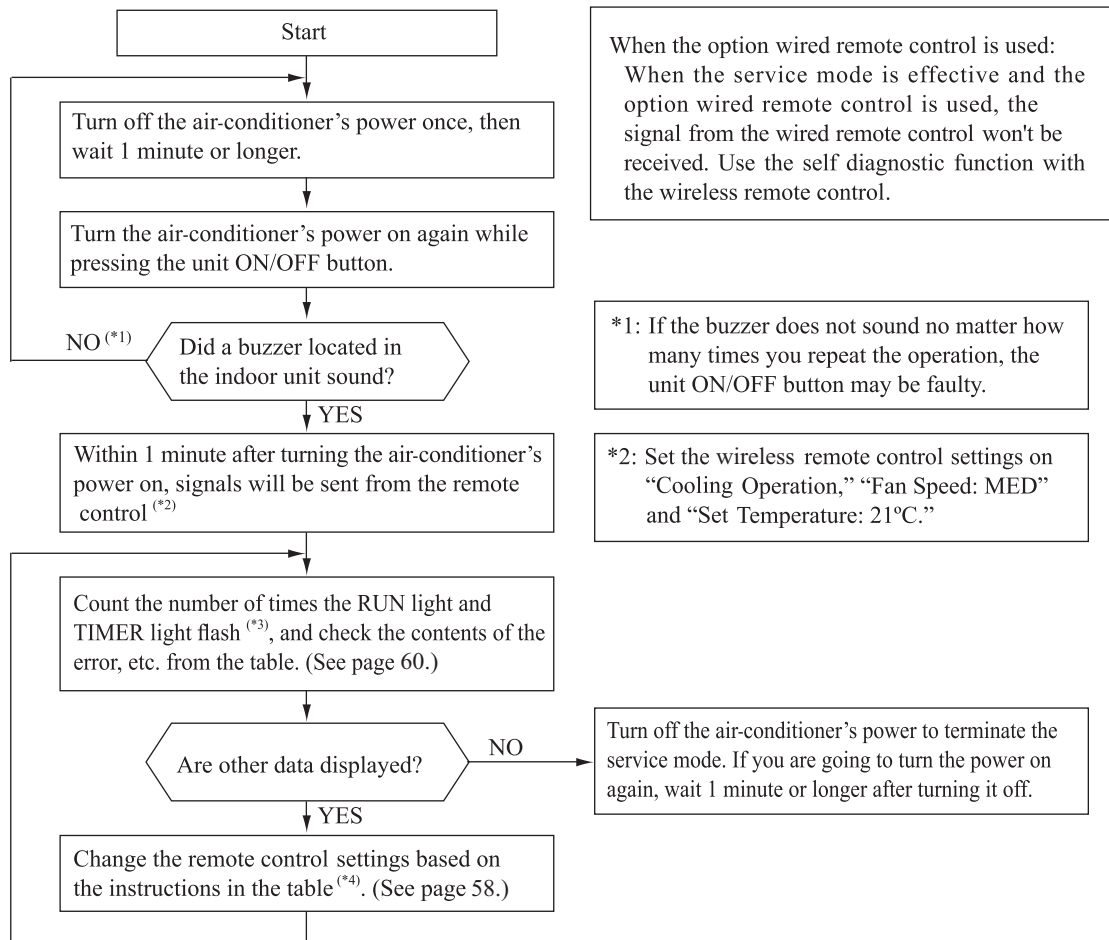 Start
When the option wired remote control is used:
When the service mode is effective and the
option wired remote control is used, the
signal from the wired remote control won't be
received. Use the self diagnostic function with
the wireless remote control.
Turn off the air-conditioner’s power once, then
wait 1 minute or longer.
Turn the air-conditioner’s power on again while
pressing the unit ON/OFF button.
NO (*1)
Did a buzzer located in
the indoor unit sound?
*1: If the buzzer does not sound no matter how
many times you repeat the operation, the
unit ON/OFF button may be faulty.
YES
Within 1 minute after turning the air-conditioner’s
power on, signals will be sent from the remote
control (*2)
*2: Set the wireless remote control settings on
“Cooling Operation,” “Fan Speed: MED”
and “Set Temperature: 21ºC.”
Count the number of times the RUN light and
TIMER light flash (*3), and check the contents of the
error, etc. from the table. (See page 60.)
Are other data displayed?
NO
Turn off the air-conditioner’s power to terminate the
service mode. If you are going to turn the power on
again, wait 1 minute or longer after turning it off.
YES
Change the remote control settings based on
the instructions in the table (*4). (See page 58.)